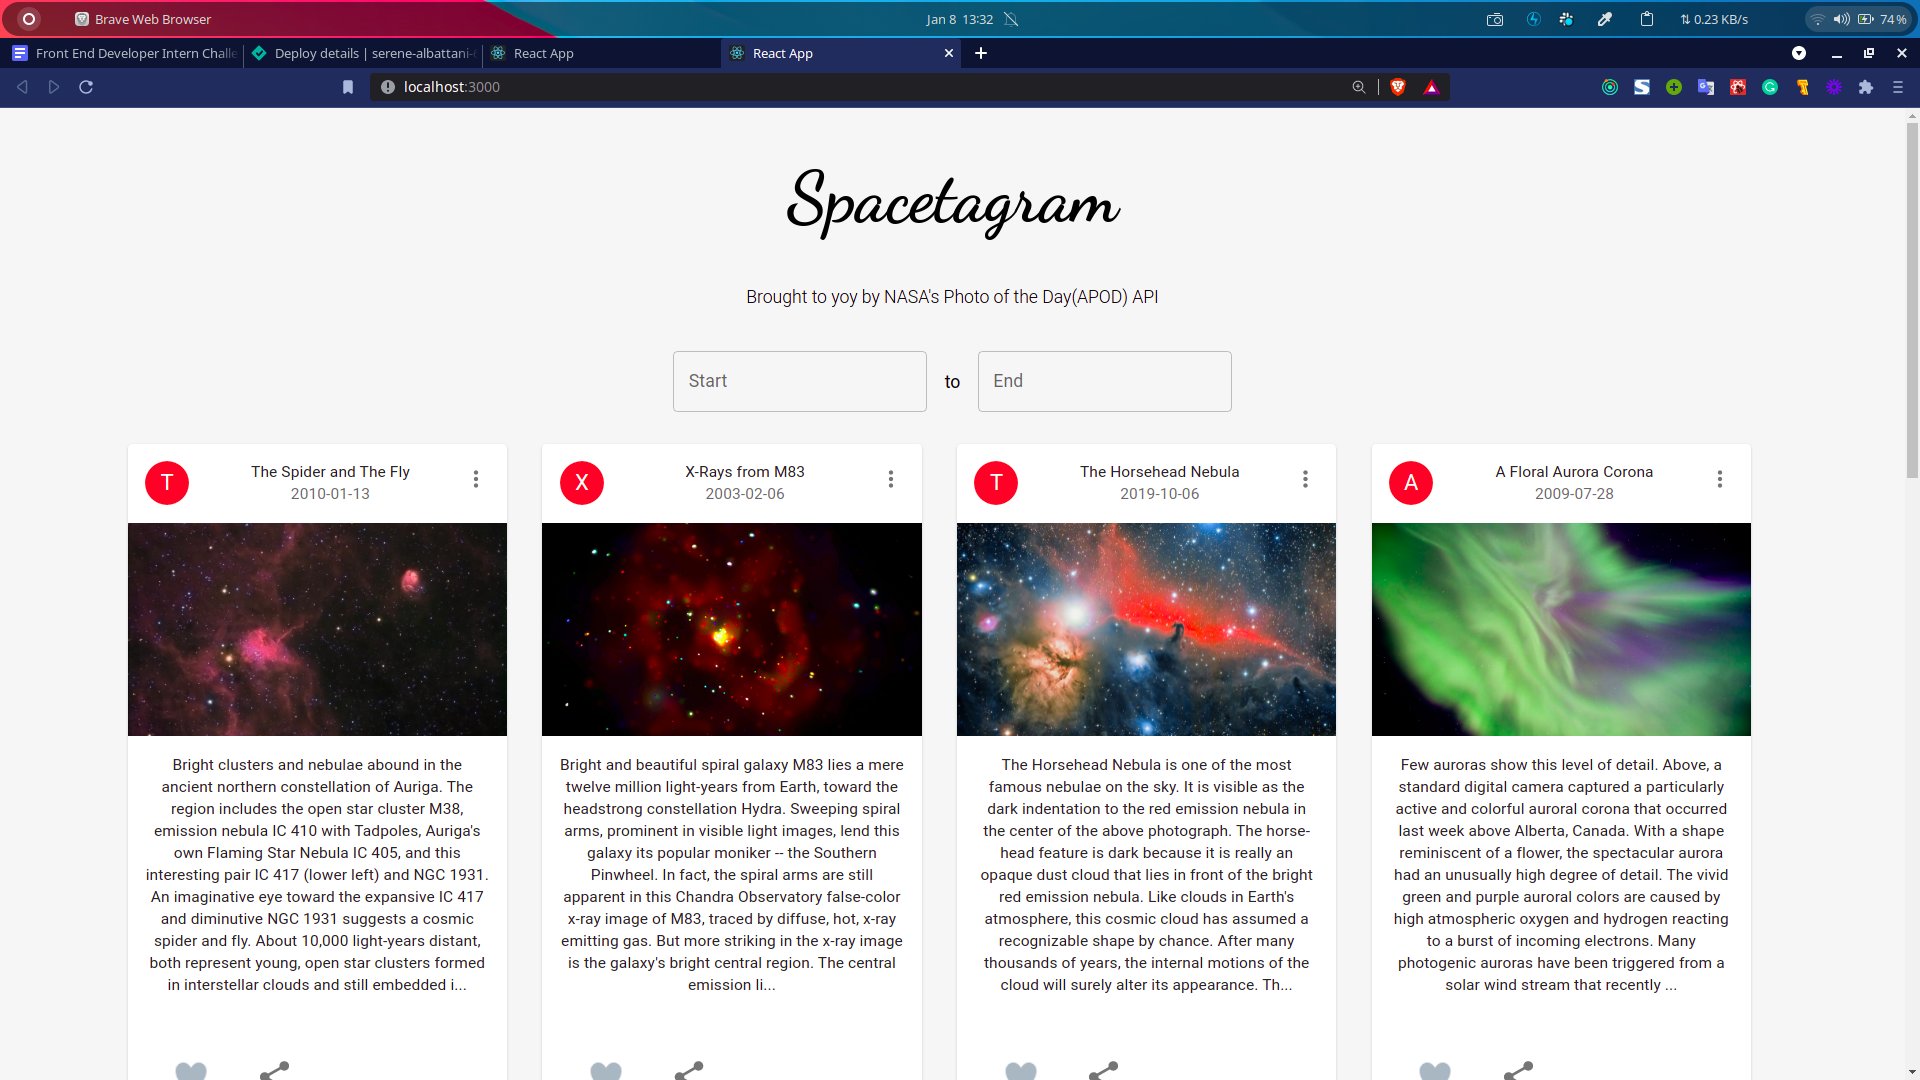 Brave Web Browser
Jan 8 13:32
0.23 KB/s
74 %
Front End Developer Intern Challe
Deploy details | serene-albattani-
React App
React App
localhost:3000
Spacetagram
Brought to yoy by NASA's Photo of the Day(APOD) API
Start
to
End
T
The Spider and The Fly
2010-01-13
Bright clusters and nebulae abound in the
ancient northern constellation of Auriga. The
region includes the open star cluster M38,
emission nebula IC 410 with Tadpoles, Auriga's
own Flaming Star Nebula IC 405, and this
interesting pair IC 417 (lower left) and NGC 1931.
An imaginative eye toward the expansive IC 417
and diminutive NGC 1931 suggests a cosmic
spider and fly. About 10,000 light-years distant,
both represent young, open star clusters formed
in interstellar clouds and still embedded i...
X
X-Rays from M83
2003-02-06
Bright and beautiful spiral galaxy M83 lies a mere
twelve million light-years from Earth, toward the
headstrong constellation Hydra. Sweeping spiral
arms, prominent in visible light images, lend this
galaxy its popular moniker -- the Southern
Pinwheel. In fact, the spiral arms are still
apparent in this Chandra Observatory false-color
x-ray image of M83, traced by diffuse, hot, x-ray
emitting gas. But more striking in the x-ray image
is the galaxy's bright central region. The central
emission li...
T
The Horsehead Nebula
2019-10-06
The Horsehead Nebula is one of the most
famous nebulae on the sky. It is visible as the
dark indentation to the red emission nebula in
the center of the above photograph. The horse-
head feature is dark because it is really an
opaque dust cloud that lies in front of the bright
red emission nebula. Like clouds in Earth's
atmosphere, this cosmic cloud has assumed a
recognizable shape by chance. After many
thousands of years, the internal motions of the
cloud will surely alter its appearance. Th...
A
A Floral Aurora Corona
2009-07-28
Few auroras show this level of detail. Above, a
standard digital camera captured a particularly
active and colorful auroral corona that occurred
last week above Alberta, Canada. With a shape
reminiscent of a flower, the spectacular aurora
had an unusually high degree of detail. The vivid
green and purple auroral colors are caused by
high atmospheric oxygen and hydrogen reacting
to a burst of incoming electrons. Many
photogenic auroras have been triggered from a
solar wind stream that recently ...